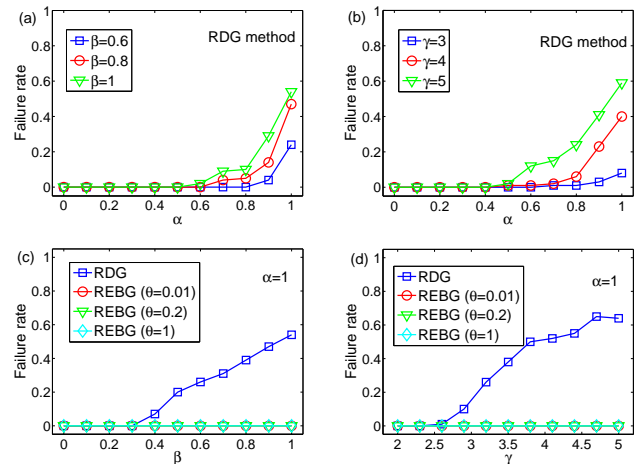 (a)
RDG method
β=0.6
β=0.8
β=1
Failure rate
0 0.2 0.4 0.6 0.8 1
0 0.2 0.4 0.6 0.8 1
α
(b)
RDG method
γ=3
γ=4
γ=5
Failure rate
0 0.2 0.4 0.6 0.8 1
0 0.2 0.4 0.6 0.8 1
α
(c)
α=1
RDG
REBG (θ=0.01)
REBG (θ=0.2)
REBG (θ=1)
Failure rate
0 0.2 0.4 0.6 0.8 1
0 0.2 0.4 0.6 0.8 1
β
(d)
α=1
RDG
REBG (θ=0.01)
REBG (θ=0.2)
REBG (θ=1)
Failure rate
0 0.2 0.4 0.6 0.8 1
2 2.5 3 3.5 4 4.5 5
γ